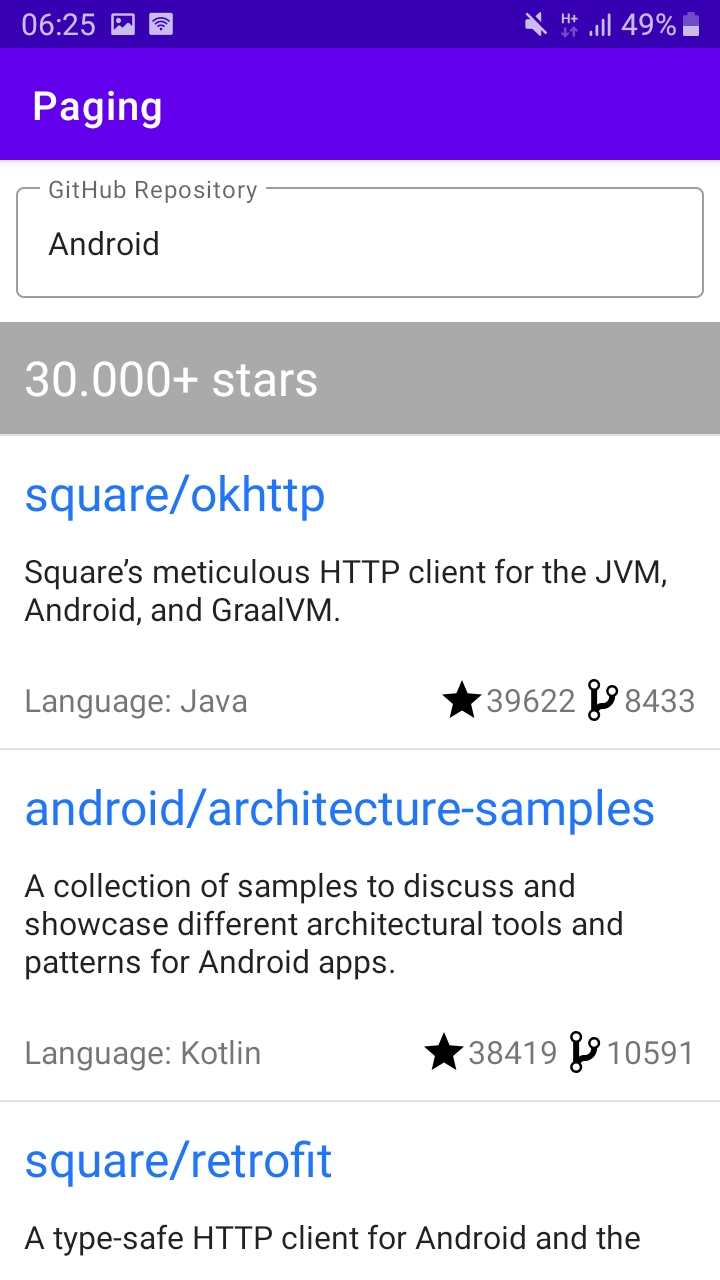 06:25 H+ 49%
Paging
GitHub Repository
Android
30.000+ stars
square/okhttp
Square’s meticulous HTTP client for the JVM,
Android, and GraalVM.
Language: Java 39622 8433
android/architecture-samples
A collection of samples to discuss and
showcase different architectural tools and
patterns for Android apps.
Language: Kotlin 38419 10591
square/retrofit
A type-safe HTTP client for Android and the